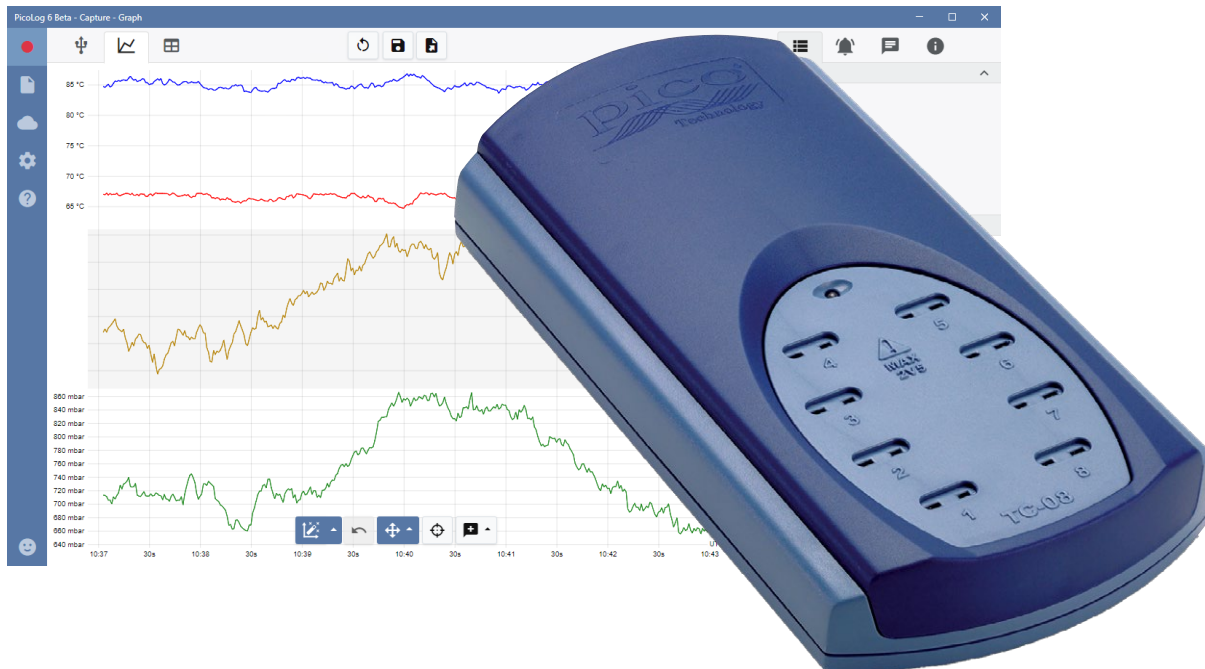 PicoLog 6 Beta - Capture - Graph
85 °C
80 °C
75 °C
70 °C
65 °C
860 mbar
840 mbar
820 mbar
800 mbar
780 mbar
760 mbar
740 mbar
720 mbar
700 mbar
680 mbar
660 mbar
640 mbar
10:37 30s 10:38 30s 10:39 30s 10:40 30s 10:41 30s 10:42 30s 10:43
pico
Technology
5
4
6
MAX
3
7
2
8
1
TC-08